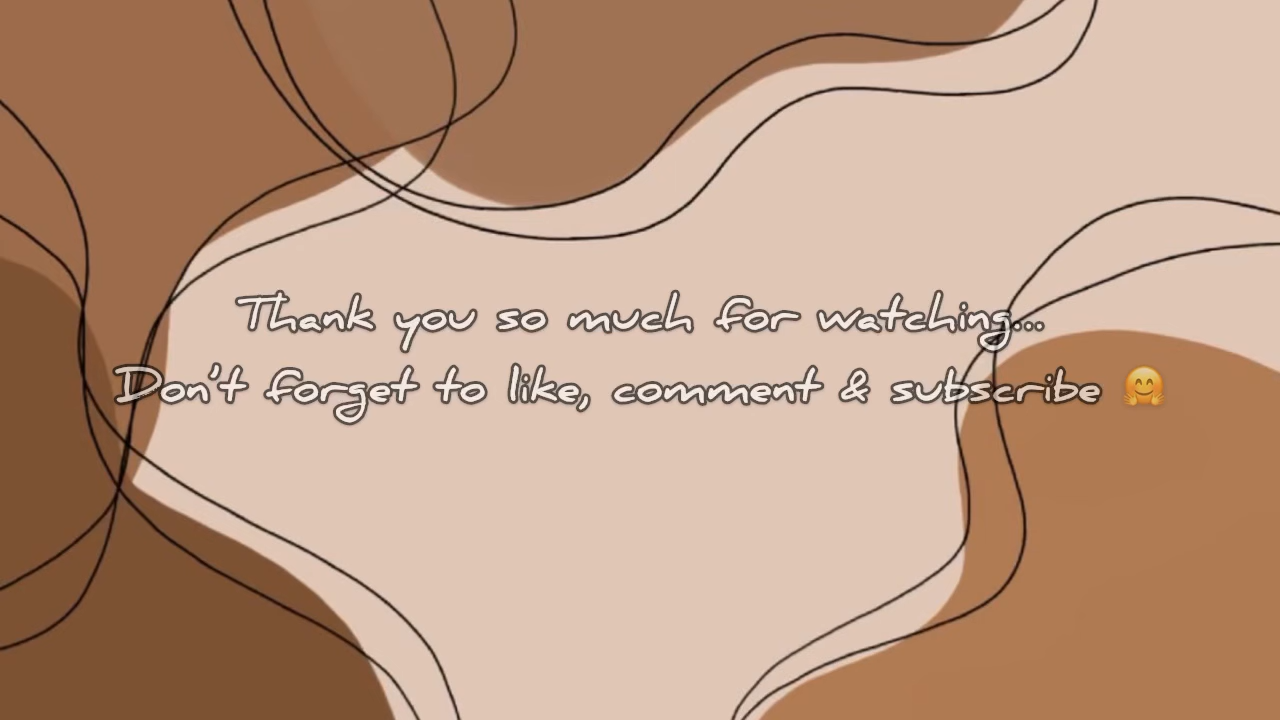 Thank you so much for watching...
Don't forget to like, comment & subscribe 🤗